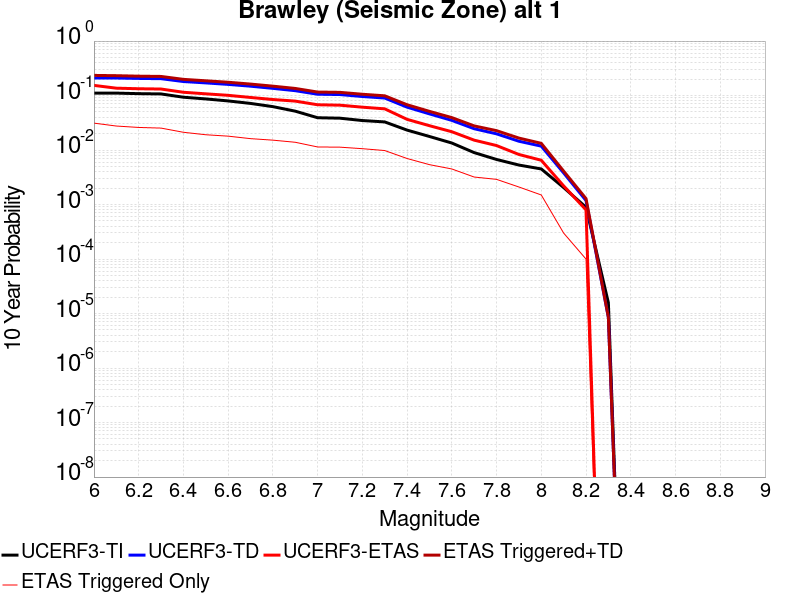 Brawley (Seismic Zone) alt 1
10 Year Probability
10^0
10^-1
10^-2
10^-3
10^-4
10^-5
10^-6
10^-7
10^-8
6 6.2 6.4 6.6 6.8 7 7.2 7.4 7.6 7.8 8 8.2 8.4 8.6 8.8 9
Magnitude
UCERF3-TI UCERF3-TD UCERF3-ETAS ETAS Triggered+TD
ETAS Triggered Only